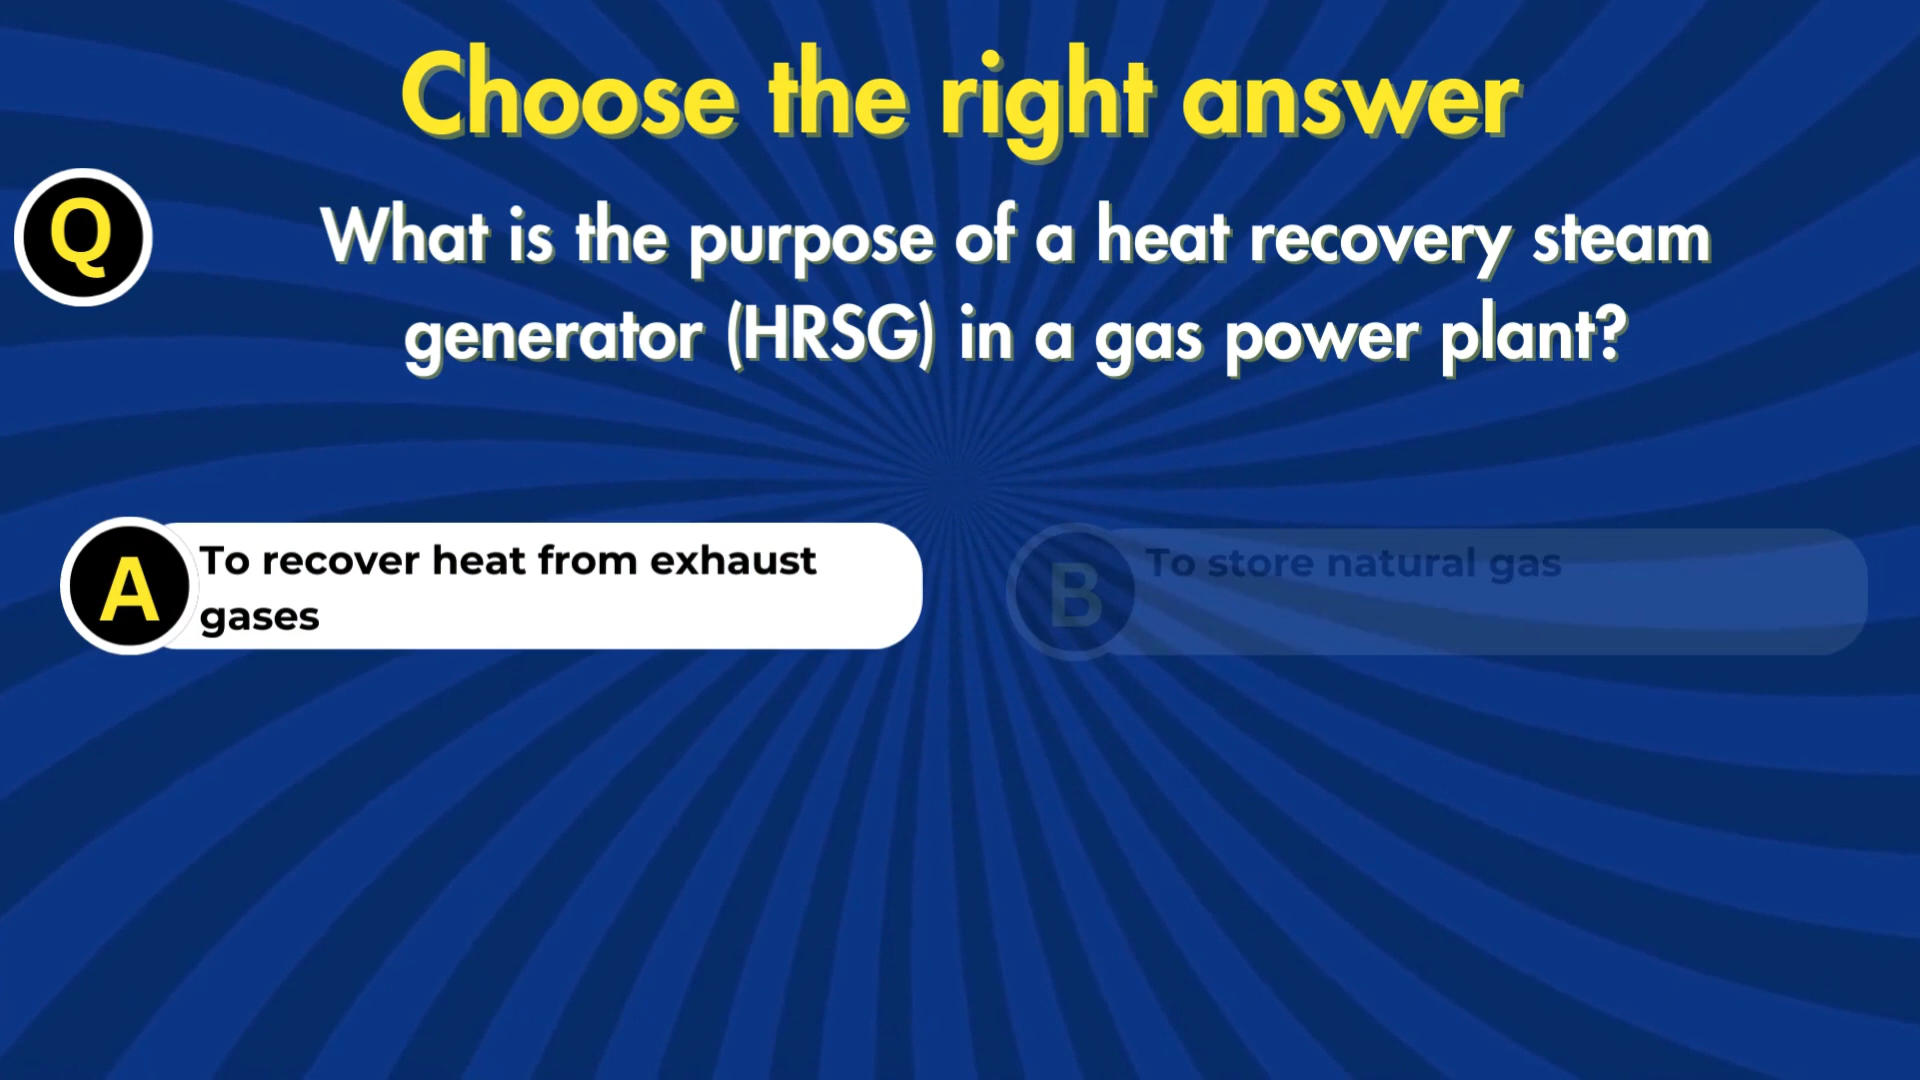 Choose the right answer
Q
What is the purpose of a heat recovery steam
generator (HRSG) in a gas power plant?
A
To recover heat from exhaust
gases
B
To store natural gas